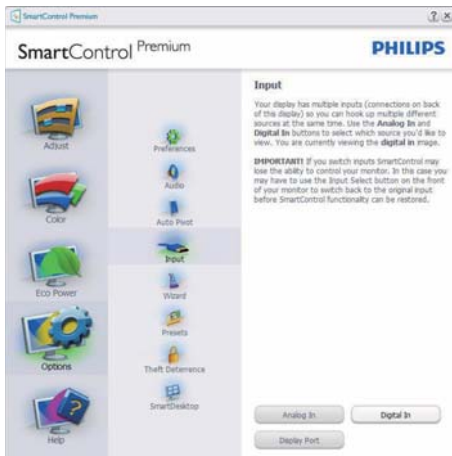 SmartControl Premium
SmartControl Premium
PHILIPS
Adjust
Color
Eco Power
Options
Help
Preferences
Audio
Auto Pivot
Input
Wizard
Presets
Theft Deterrence
SmartDesktop
Input
Your display has multiple inputs (connections on back
of this display) so you can hook up multiple different
sources at the same time. Use the Analog In and
Digital In buttons to select which source you'd like to
view. You are currently viewing the digital in image.
IMPORTANT! If you switch inputs SmartControl may
lose the ability to control your monitor. In this case you
may have to use the Input Select button on the front
of your monitor to switch back to the original input
before SmartControl functionality can be restored.
Analog In
Digital In
Display Port